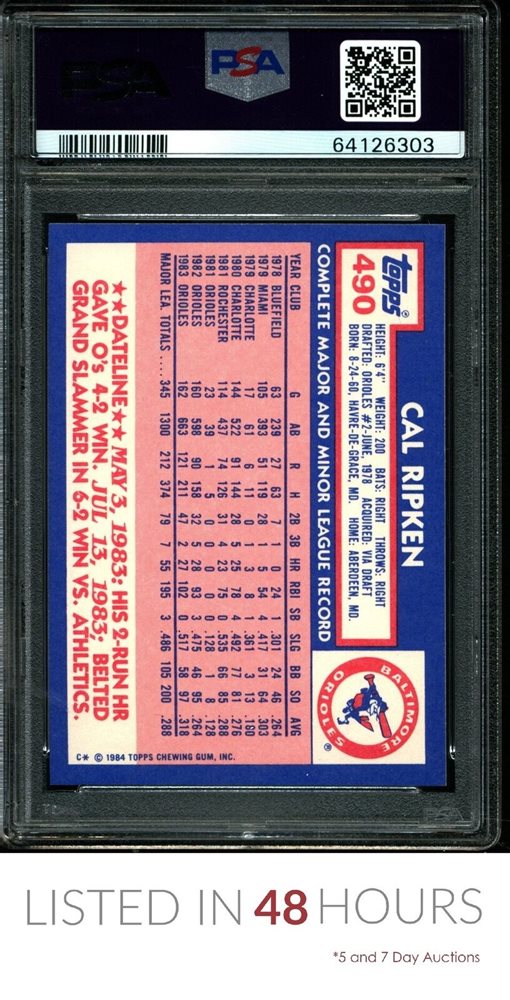 PSA
PSA
64126303
topps®
490
CAL RIPKEN
HEIGHT: 6'4" WEIGHT: 200 BATS: RIGHT THROWS: RIGHT
DRAFTED: ORIOLES #2-JUNE, 1978 ACQUIRED: VIA DRAFT
BORN: 8-24-60, HAVRE-DE-GRACE, MD. HOME: ABERDEEN, MD.
BALTIMORE
ORIOLES ®
COMPLETE MAJOR AND MINOR LEAGUE RECORD
YEAR CLUB G AB R H 2B 3B HR RBI SB SLG BB SO AVG
1978 BLUEFIELD 63 239 27 63 7 1 0 24 1 .301 24 46 .264
1979 MIAMI 105 393 51 119 28 1 5 54 4 .417 31 64 .303
1979 CHARLOTTE 17 61 6 11 0 1 3 8 1 .361 3 13 .180
1980 CHARLOTTE 144 522 91 144 28 5 25 78 4 .492 77 81 .276
1981 ROCHESTER 114 437 74 126 31 4 23 75 0 .535 66 85 .288
1981 ORIOLES 23 39 1 5 0 0 0 0 0 .128 1 8 .128
1982 ORIOLES 160 598 90 158 32 5 28 93 3 .475 46 95 .264
1983 ORIOLES 162 663 121 211 47 2 27 102 0 .517 58 97 .318
MAJOR LEA. TOTALS .... 345 1300 212 374 79 7 55 195 3 .486 105 200 .288
★★DATELINE★★ MAY 3, 1983: HIS 2-RUN HR
GAVE O's 4-2 WIN. JUL 13, 1983: BELTED
GRAND SLAMMER IN 6-2 WIN VS. ATHLETICS.
C* © 1984 TOPPS CHEWING GUM, INC.
PSA
LISTED IN 48 HOURS
*5 and 7 Day Auctions